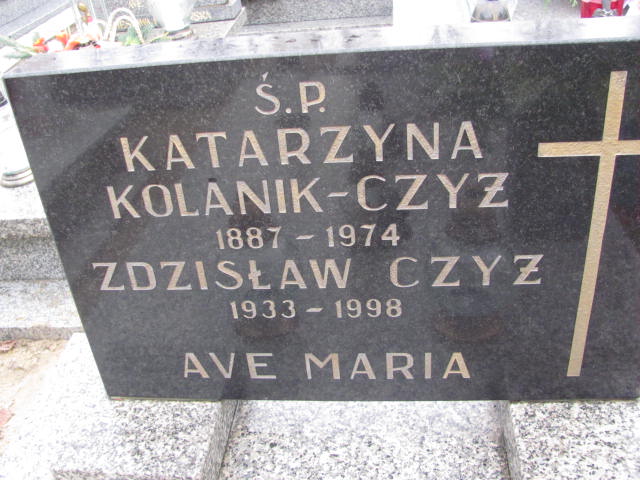 Ś.P.
KATARZYNA
KOLANIK-CZYŻ
1887-1974
ZDZISŁAW CZYŻ
1933-1998
AVE MARIA